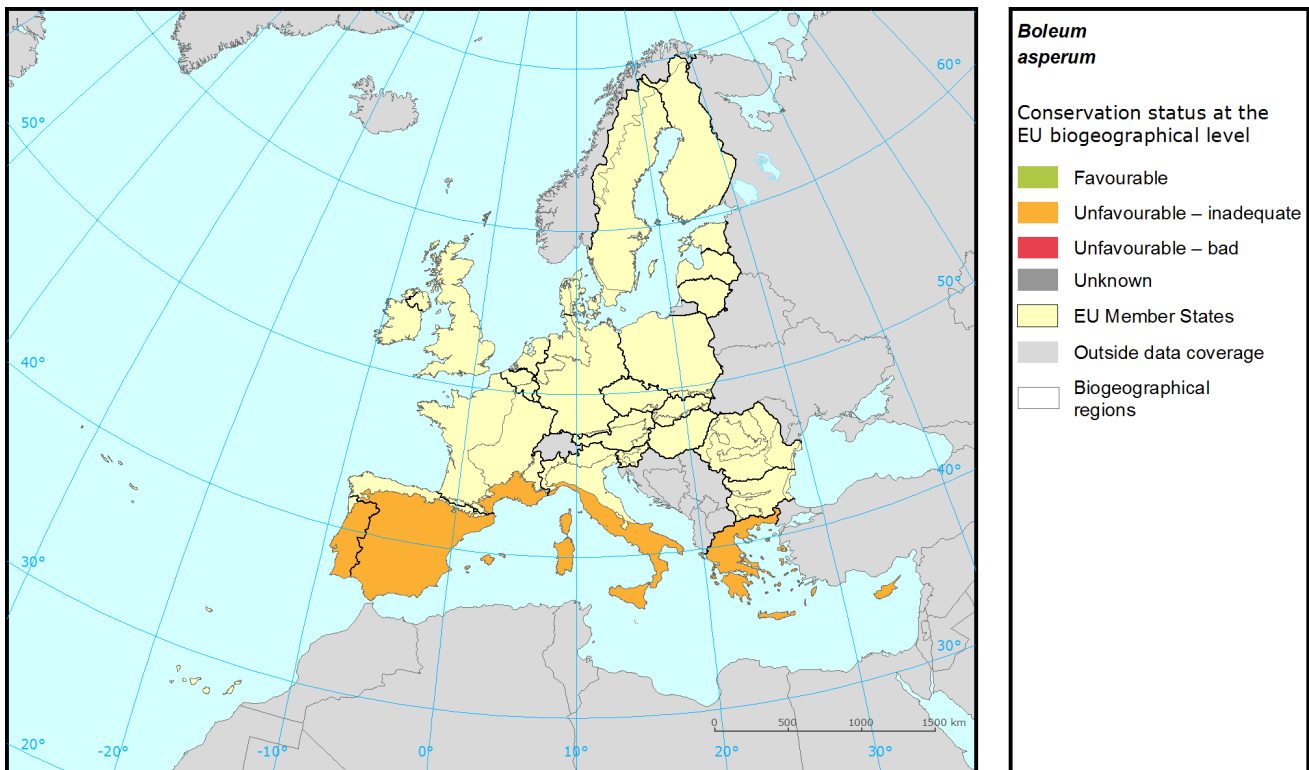 Boleum
asperum
Conservation status at the
EU biogeographical level
Favourable
Unfavourable – inadequate
Unfavourable – bad
Unknown
EU Member States
Outside data coverage
Biogeographical
regions
60°
50°
50°
40°
40°
30°
30°
20°
-20°
-10°
0°
10°
20°
30°
0 500 1000 1500 km